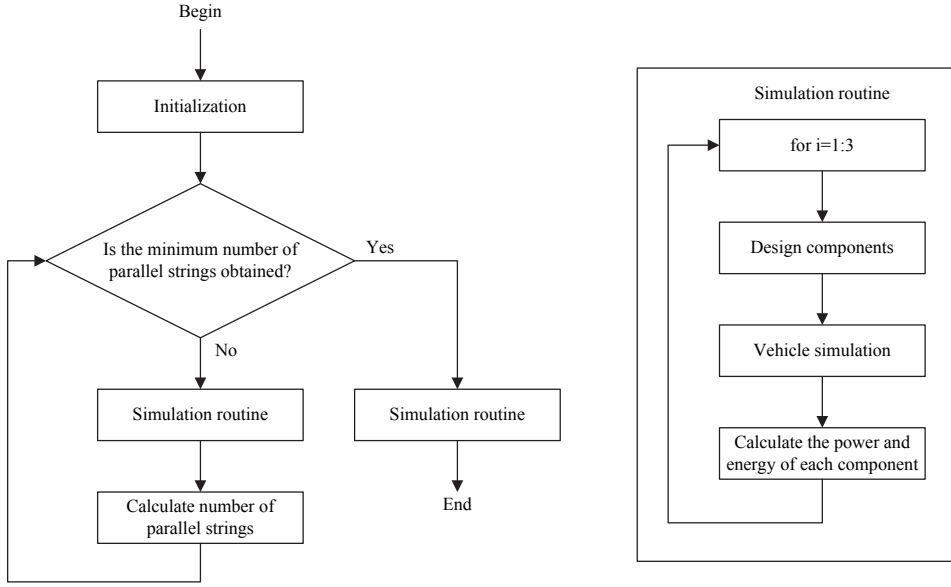 Begin
Initialization
Is the minimum number of
parallel strings obtained?
Yes
No
Simulation routine
Calculate number of
parallel strings
Simulation routine
End
Simulation routine
for i=1:3
Design components
Vehicle simulation
Calculate the power and
energy of each component